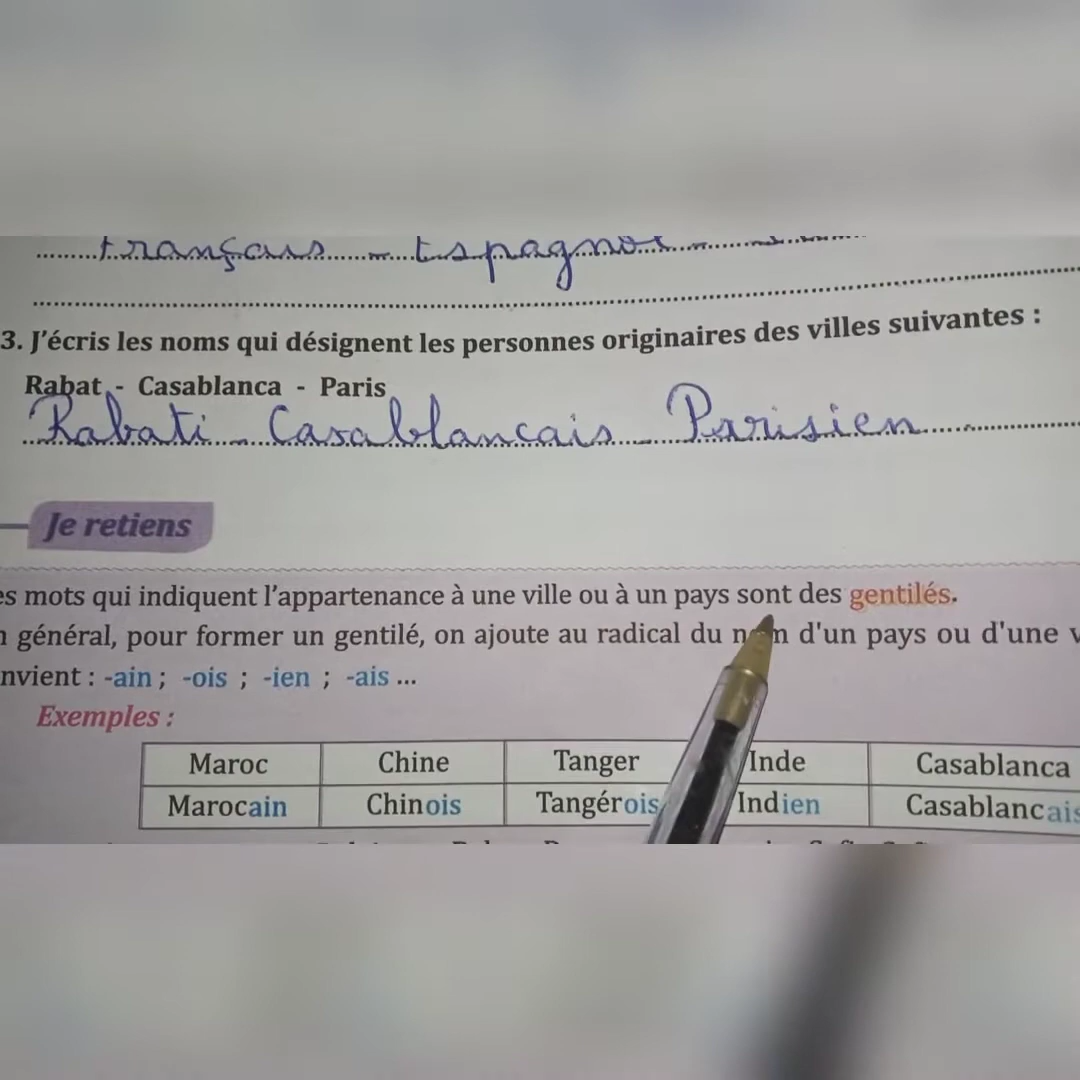 français - Espagnol
3. J'écris les noms qui désignent les personnes originaires des villes suivantes :
Rabat - Casablanca - Paris
Rabati - Casablancais - Parisien
es mots qui indiquent l'appartenance à une ville ou à un pays sont des gentilés.
Je retiens
n général, pour former un gentilé, on ajoute au radical du nom d'un pays ou d'une v
nvient : -ain ; -ois ; -ien ; -ais ...
Exemples :
Maroc Chine Tanger Inde Casablanca
Marocain Chinois Tangérois Indien Casablancais